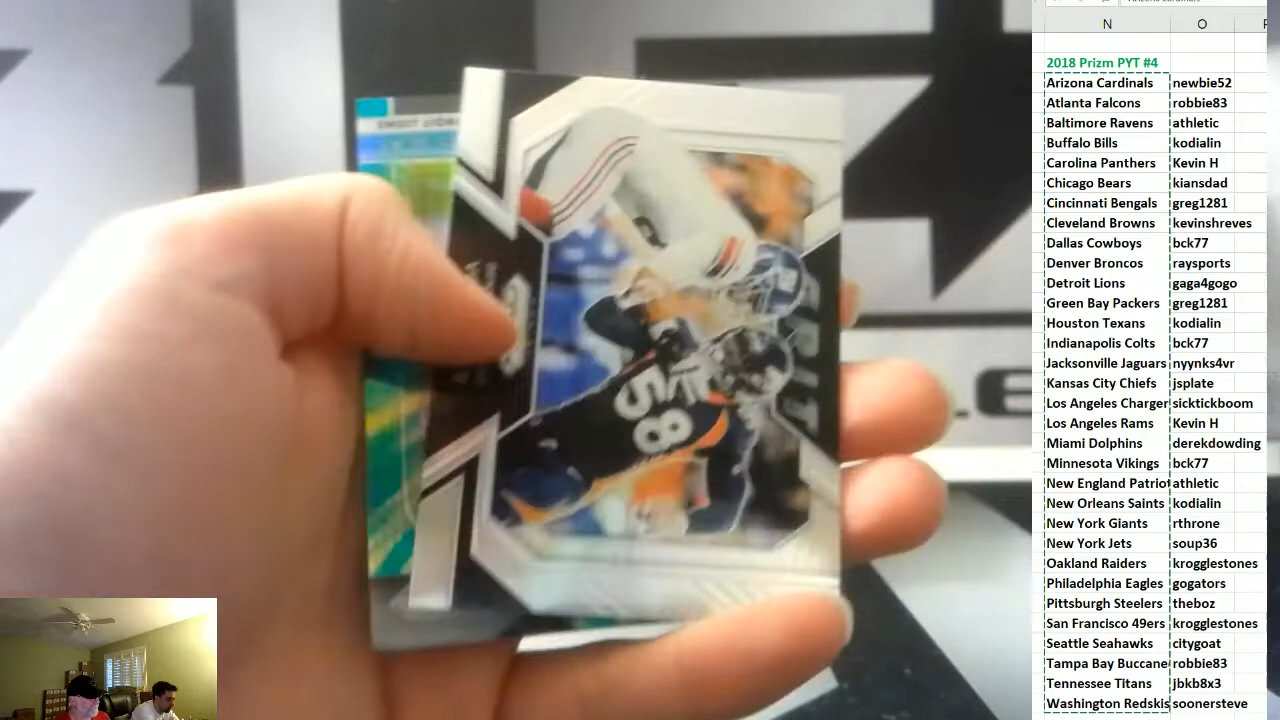 N O
2018 Prizm PYT #4
Arizona Cardinals newbie52
Atlanta Falcons robbie83
Baltimore Ravens athletic
Buffalo Bills kodialin
Carolina Panthers Kevin H
Chicago Bears kiansdad
Cincinnati Bengals greg1281
Cleveland Browns kevinshreves
Dallas Cowboys bck77
Denver Broncos raysports
Detroit Lions gaga4gogo
Green Bay Packers greg1281
Houston Texans kodialin
Indianapolis Colts bck77
Jacksonville Jaguars nyynks4vr
Kansas City Chiefs jsplate
Los Angeles Charger sicktickboom
Los Angeles Rams Kevin H
Miami Dolphins derekdowding
Minnesota Vikings bck77
New England Patriot athletic
New Orleans Saints kodialin
New York Giants rthrone
New York Jets soup36
Oakland Raiders krogglestones
Philadelphia Eagles gogators
Pittsburgh Steelers theboz
San Francisco 49ers krogglestones
Seattle Seahawks citygoat
Tampa Bay Buccane robbie83
Tennessee Titans jbkb8x3
Washington Redskis soonersteve
58